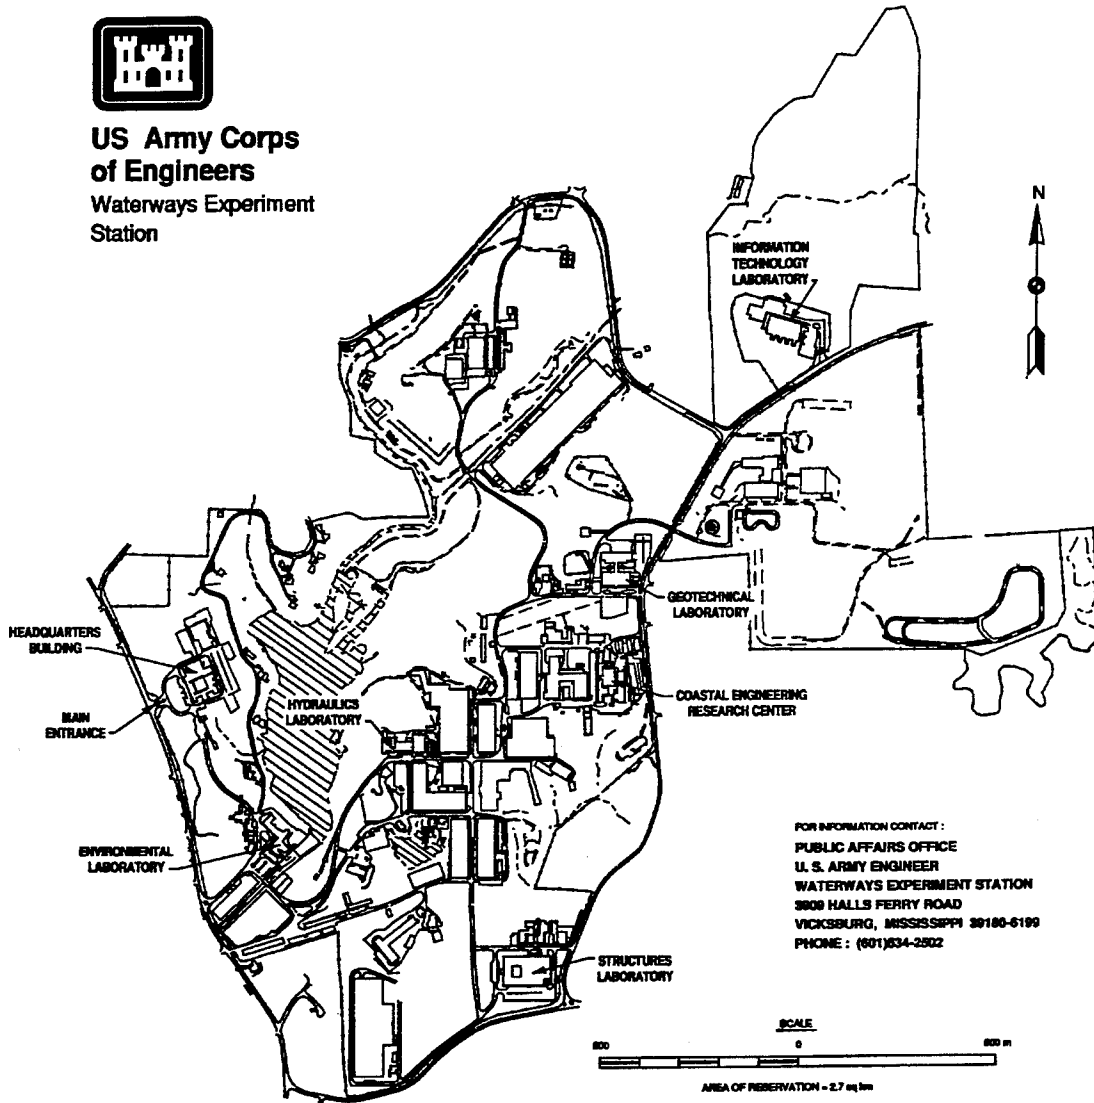 US Army Corps
of Engineers
Waterways Experiment
Station
N
INFORMATION
TECHNOLOGY
LABORATORY
GEOTECHNICAL
LABORATORY
HEADQUARTERS
BUILDING
MAIN
ENTRANCE
HYDRAULICS
LABORATORY
COASTAL ENGINEERING
RESEARCH CENTER
ENVIRONMENTAL
LABORATORY
FOR INFORMATION CONTACT :
PUBLIC AFFAIRS OFFICE
U. S. ARMY ENGINEER
WATERWAYS EXPERIMENT STATION
3909 HALLS FERRY ROAD
VICKSBURG, MISSISSIPPI 39180-6199
PHONE : (601)634-2502
STRUCTURES
LABORATORY
SCALE
0
AREA OF RESERVATION = 2.7 sq km